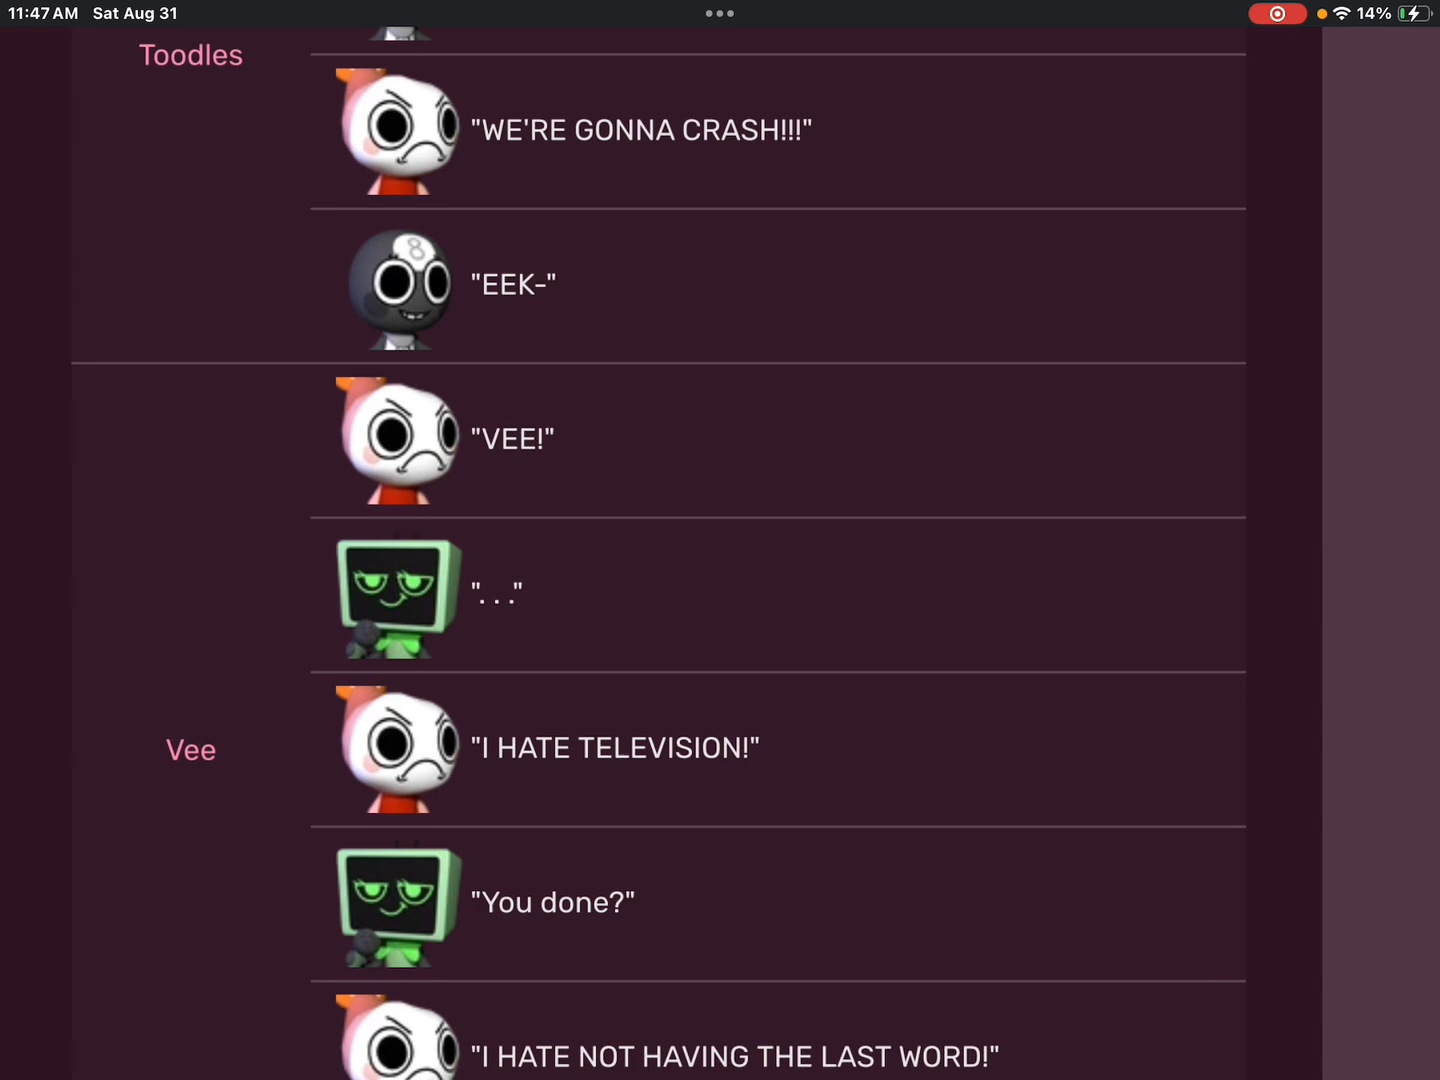 11:47 AM Sat Aug 31
14%
Toodles
"WE'RE GONNA CRASH!!!"
8
"EEK-"
"VEE!"
". . ."
Vee
"I HATE TELEVISION!"
"You done?"
"I HATE NOT HAVING THE LAST WORD!"